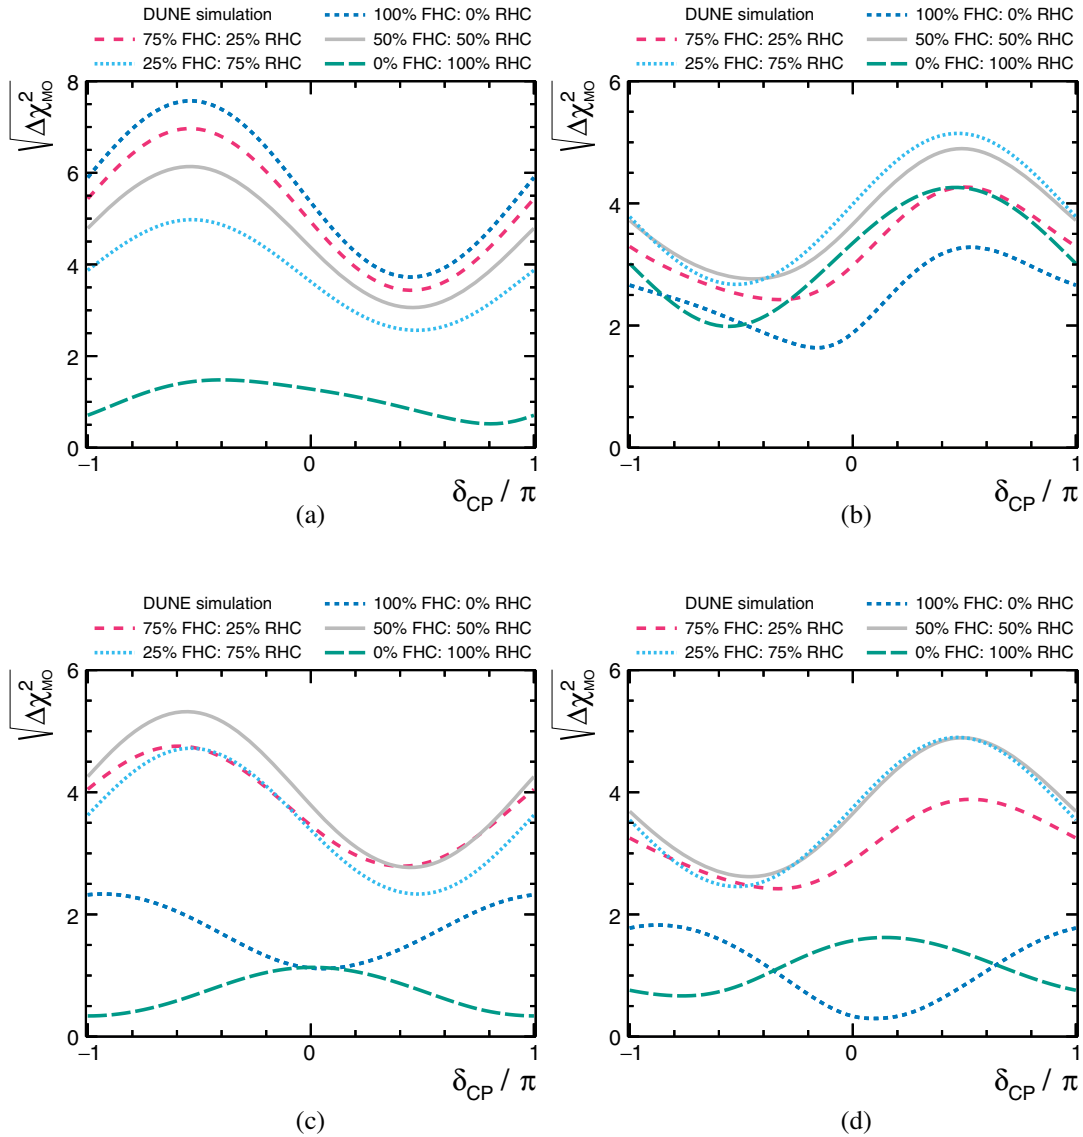 DUNE simulation 100% FHC: 0% RHC
75% FHC: 25% RHC 50% FHC: 50% RHC
25% FHC: 75% RHC 0% FHC: 100% RHC
√Δχ²MO
8
6
4
2
0
−1 0 1
δCP / π
(a)
DUNE simulation 100% FHC: 0% RHC
75% FHC: 25% RHC 50% FHC: 50% RHC
25% FHC: 75% RHC 0% FHC: 100% RHC
√Δχ²MO
6
4
2
0
−1 0 1
δCP / π
(b)
DUNE simulation 100% FHC: 0% RHC
75% FHC: 25% RHC 50% FHC: 50% RHC
25% FHC: 75% RHC 0% FHC: 100% RHC
√Δχ²MO
6
4
2
0
−1 0 1
δCP / π
(c)
DUNE simulation 100% FHC: 0% RHC
75% FHC: 25% RHC 50% FHC: 50% RHC
25% FHC: 75% RHC 0% FHC: 100% RHC
√Δχ²MO
6
4
2
0
−1 0 1
δCP / π
(d)